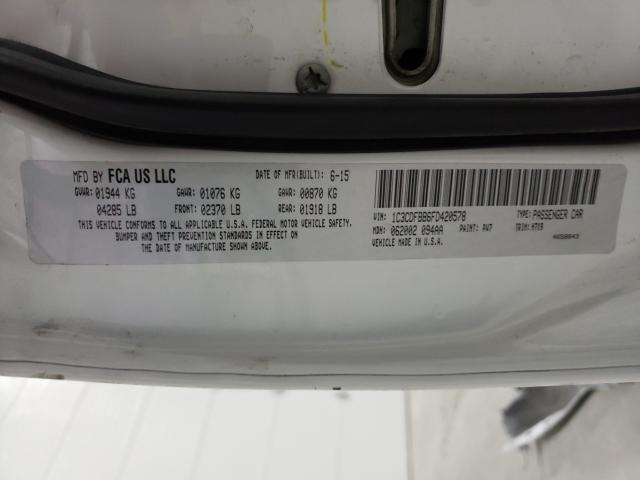 MFD BY FCA US LLC DATE OF MFR(BUILT): 6-15
GVWR: 01944 KG GAWR: 01076 KG GAWR: 00870 KG
04285 LB FRONT: 02370 LB REAR: 01918 LB
THIS VEHICLE CONFORMS TO ALL APPLICABLE U.S.A. FEDERAL MOTOR VEHICLE SAFETY,
BUMPER AND THEFT PREVENTION STANDARDS IN EFFECT ON
THE DATE OF MANUFACTURE SHOWN ABOVE.
VIN: 1C3CDFBB6FD420578 TYPE: PASSENGER CAR
MDH: 062002 094AA PAINT: PW7 TRIM: H7X9
VEHICLE MADE IN U.S.A.